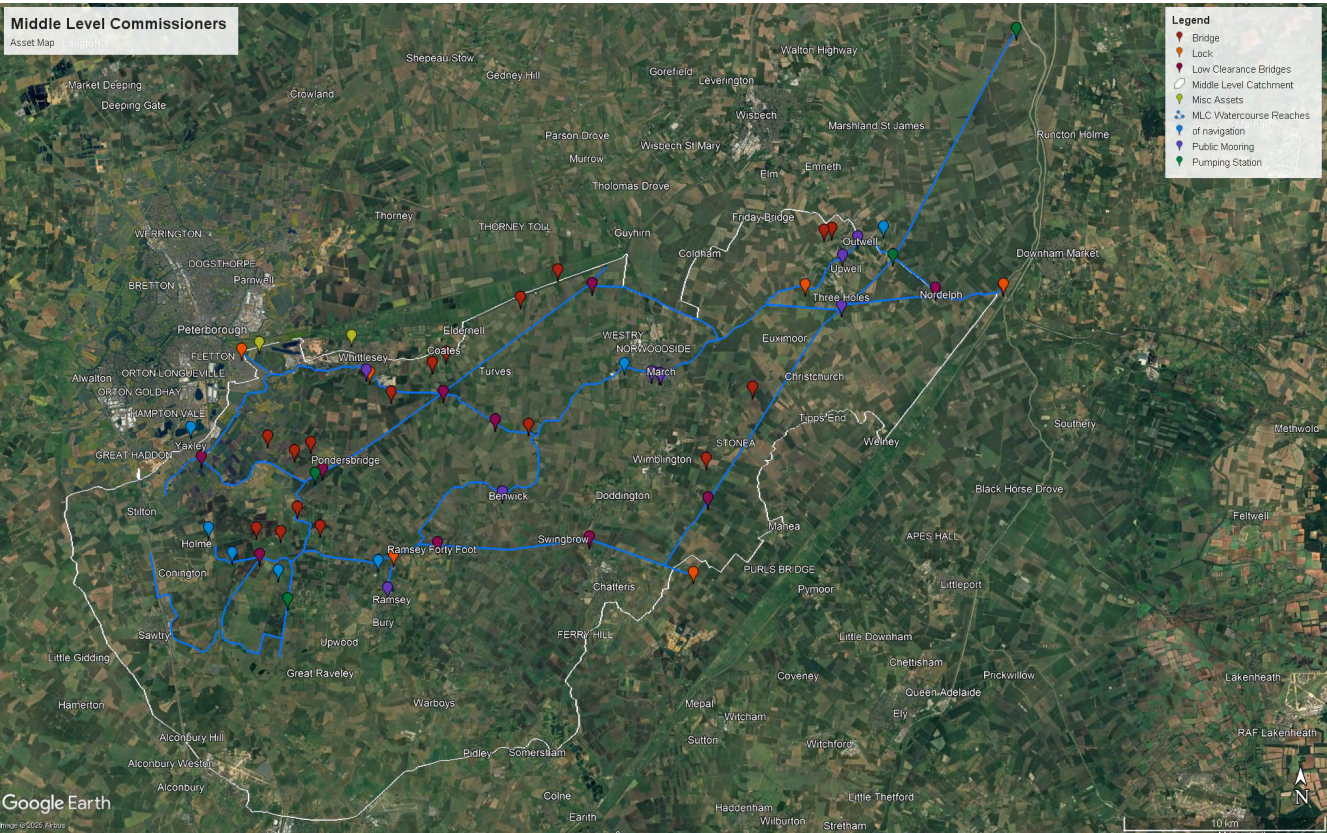 Middle Level Commissioners
Asset Map
Legend
Bridge
Lock
Low Clearance Bridges
Middle Level Catchment
Misc Assets
MLC Watercourse Reaches
of navigation
Public Mooring
Pumping Station
Shepeau Stow
Walton Highway
Gedney Hill
Gorefield
Leverington
Market Deeping
Crowland
Deeping Gate
Wisbech
Marshland St James
Runcton Holme
Parson Drove
Wisbech St Mary
Murrow
Emneth
Elm
Tholomas Drove
Thorney
Friday Bridge
THORNEY TOLL
Guyhirn
WERRINGTON
Outwell
Coldham
Downham Market
DOGSTHORPE
Upwell
Parnwell
BRETTON
Three Holes
Nordelph
Peterborough
Eldernell
WESTRY
Euximoor
NORWOODSIDE
Coates
FLETTON
Whittlesey
Turves
March
ORTON LONGUEVILLE
Alwalton
Christchurch
ORTON GOLDHAY
HAMPTON VALE
Tipps End
Southery
Methwold
Welney
STONEA
Yaxley
GREAT HADDON
Pondersbridge
Wimblington
Black Horse Drove
Benwick
Doddington
Stilton
Feltwell
Manea
APES HALL
Holme
Swingbrow
Ramsey Forty Foot
PURLS BRIDGE
Conington
Chatteris
Pymoor
Littleport
Ramsey
Bury
Sawtry
FERRY HILL
Little Downham
Upwood
Little Gidding
Chettisham
Great Raveley
Coveney
Prickwillow
Lakenheath
Queen Adelaide
Hamerton
Warboys
Mepal
Witcham
Ely
RAF Lakenheath
Alconbury Hill
Sutton
Witchford
Pidley
Somersham
Alconbury Weston
Alconbury
Colne
Little Thetford
Haddenham
Earith
Wilburton
Stretham
Google Earth
Image © 2025 Airbus
N
10 km